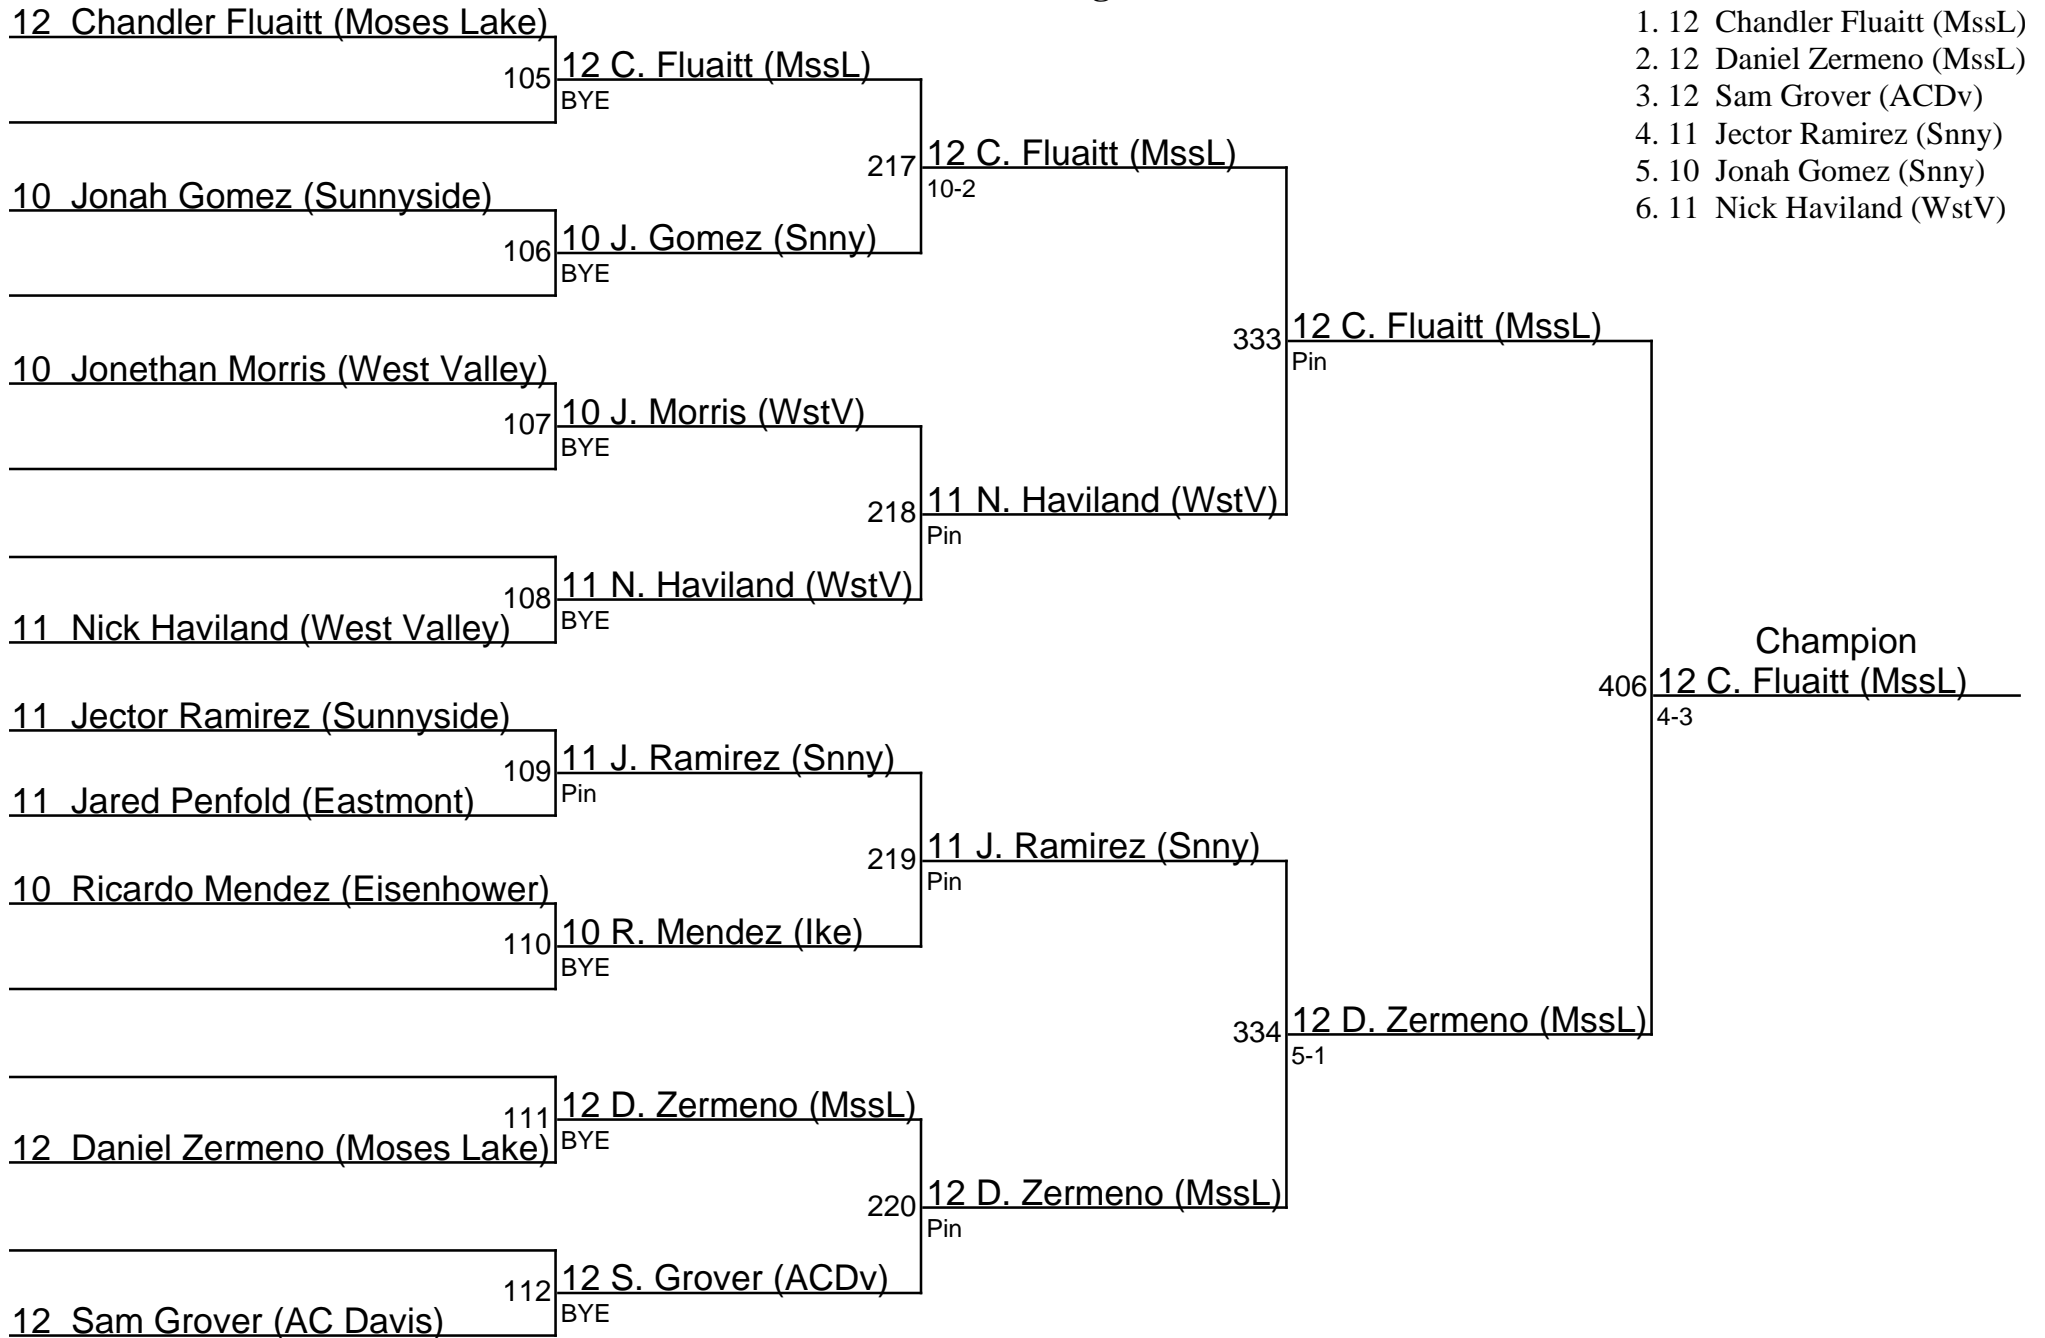 12 Chandler Fluaitt (Moses Lake)
105
12 C. Fluaitt (MssL)
BYE
10 Jonah Gomez (Sunnyside)
106
10 J. Gomez (Snny)
BYE
217
12 C. Fluaitt (MssL)
10-2
10 Jonethan Morris (West Valley)
107
10 J. Morris (WstV)
BYE
108
11 N. Haviland (WstV)
BYE
11 Nick Haviland (West Valley)
218
11 N. Haviland (WstV)
Pin
333
12 C. Fluaitt (MssL)
Pin
11 Jector Ramirez (Sunnyside)
109
11 J. Ramirez (Snny)
Pin
11 Jared Penfold (Eastmont)
10 Ricardo Mendez (Eisenhower)
110
10 R. Mendez (Ike)
BYE
219
11 J. Ramirez (Snny)
Pin
111
12 D. Zermeno (MssL)
BYE
12 Daniel Zermeno (Moses Lake)
112
12 S. Grover (ACDv)
BYE
12 Sam Grover (AC Davis)
220
12 D. Zermeno (MssL)
Pin
334
12 D. Zermeno (MssL)
5-1
Champion
406
12 C. Fluaitt (MssL)
4-3
1. 12 Chandler Fluaitt (MssL)
2. 12 Daniel Zermeno (MssL)
3. 12 Sam Grover (ACDv)
4. 11 Jector Ramirez (Snny)
5. 10 Jonah Gomez (Snny)
6. 11 Nick Haviland (WstV)